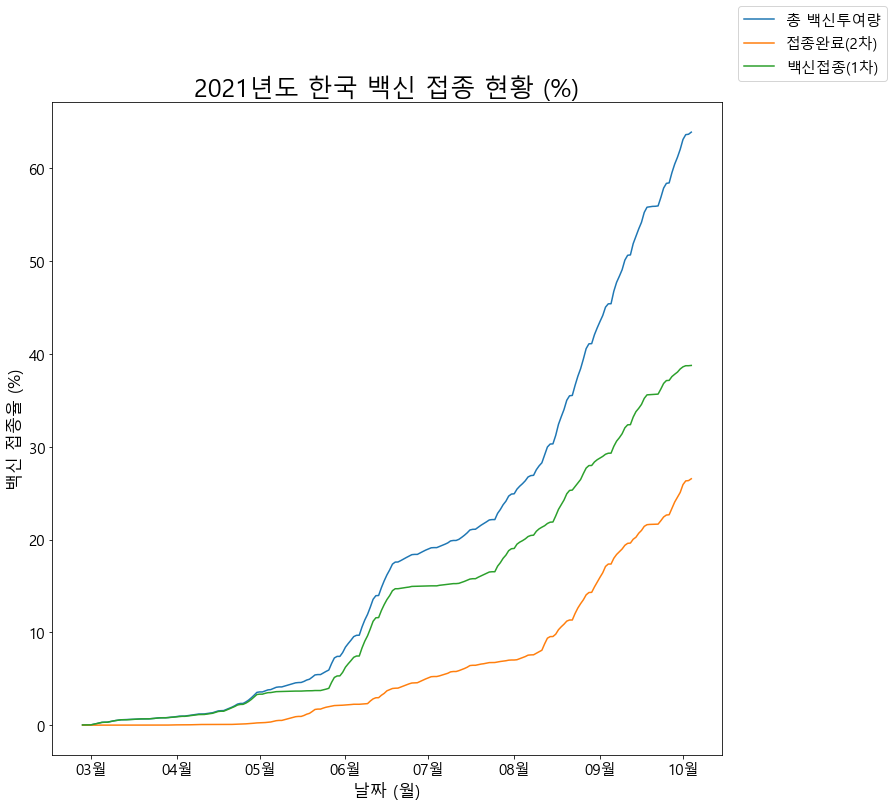 총 백신투여량
접종완료(2차)
백신접종(1차)
2021년도 한국 백신 접종 현황 (%)
60
50
40
30
20
10
0
백신 접종율 (%)
03월 04월 05월 06월 07월 08월 09월 10월
날짜 (월)